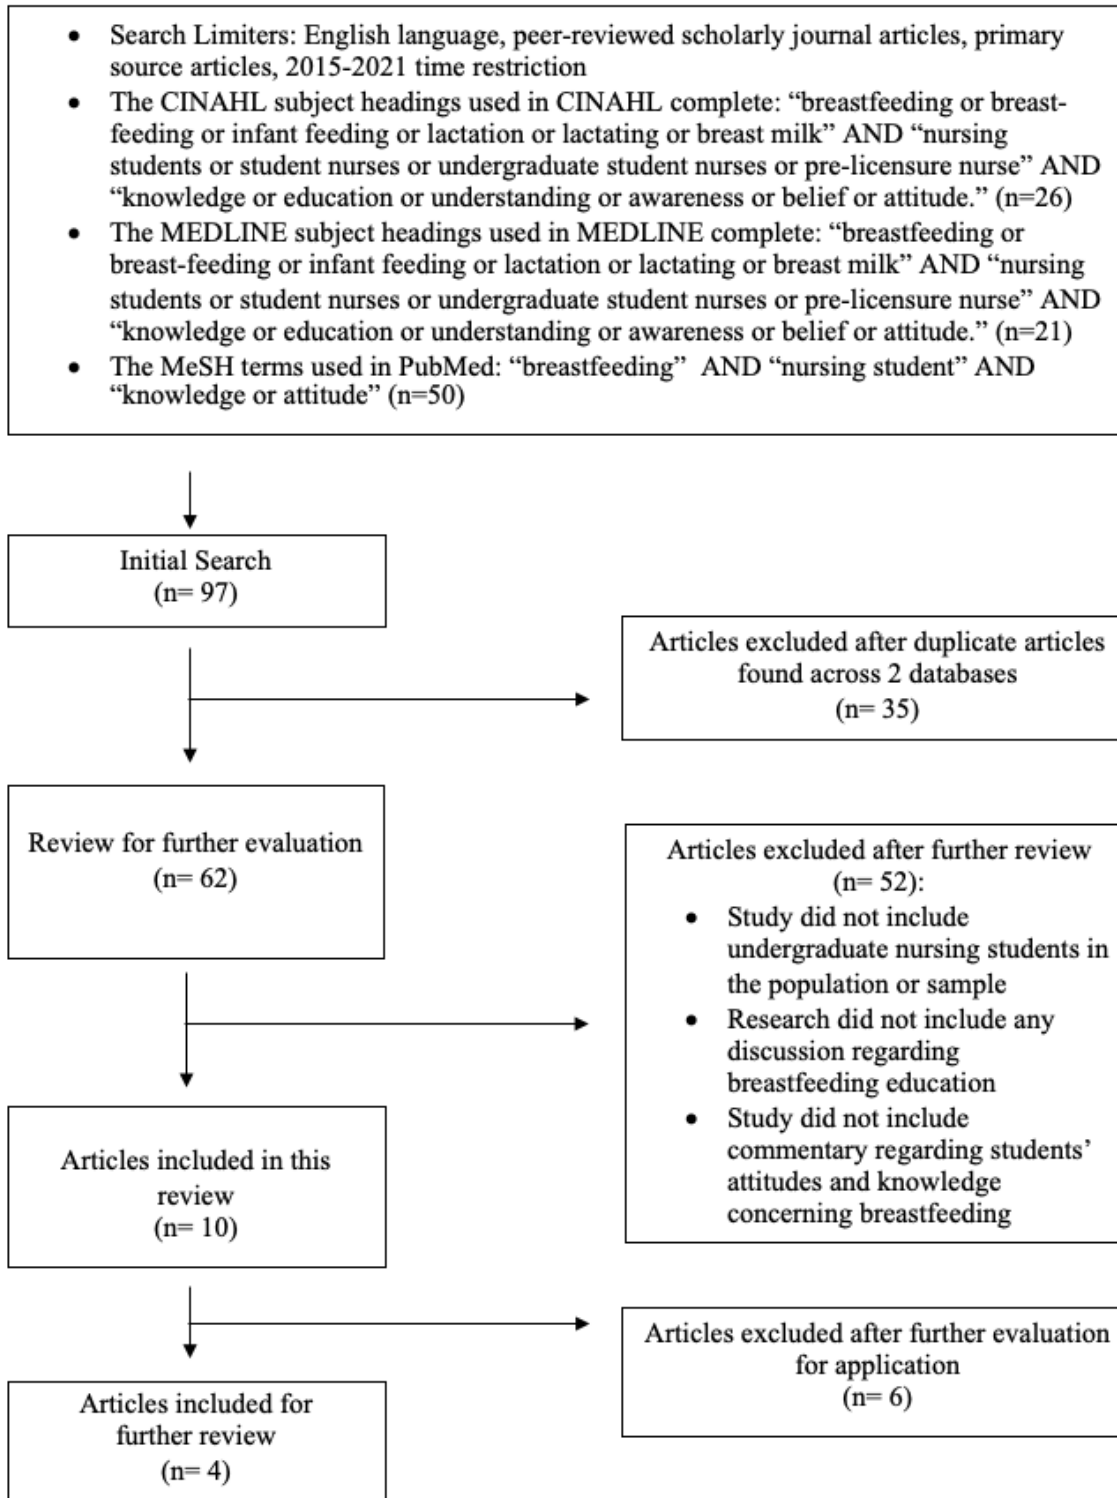 • Search Limiters: English language, peer-reviewed scholarly journal articles, primary
source articles, 2015-2021 time restriction
• The CINAHL subject headings used in CINAHL complete: “breastfeeding or breast-
feeding or infant feeding or lactation or lactating or breast milk” AND “nursing
students or student nurses or undergraduate student nurses or pre-licensure nurse” AND
“knowledge or education or understanding or awareness or belief or attitude.” (n=26)
• The MEDLINE subject headings used in MEDLINE complete: “breastfeeding or
breast-feeding or infant feeding or lactation or lactating or breast milk” AND “nursing
students or student nurses or undergraduate student nurses or pre-licensure nurse” AND
“knowledge or education or understanding or awareness or belief or attitude.” (n=21)
• The MeSH terms used in PubMed: “breastfeeding” AND “nursing student” AND
“knowledge or attitude” (n=50)
Initial Search
(n= 97)
Articles excluded after duplicate articles
found across 2 databases
(n= 35)
Review for further evaluation
(n= 62)
Articles excluded after further review
(n= 52):
• Study did not include
undergraduate nursing students in
the population or sample
• Research did not include any
discussion regarding
breastfeeding education
• Study did not include
commentary regarding students’
attitudes and knowledge
concerning breastfeeding
Articles included in this
review
(n= 10)
Articles excluded after further evaluation
for application
(n= 6)
Articles included for
further review
(n= 4)